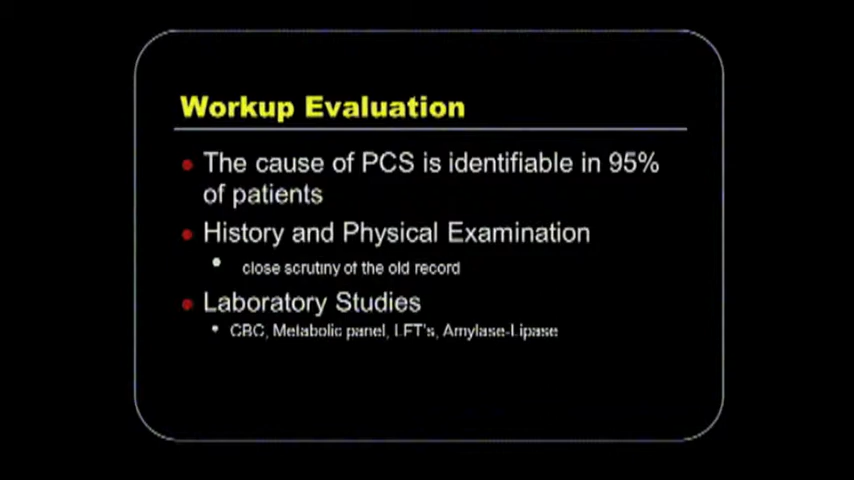 Workup Evaluation
The cause of PCS is identifiable in 95%
of patients
History and Physical Examination
close scrutiny of the old record
Laboratory Studies
CBC, Metabolic panel, LFT's, Amylase-Lipase